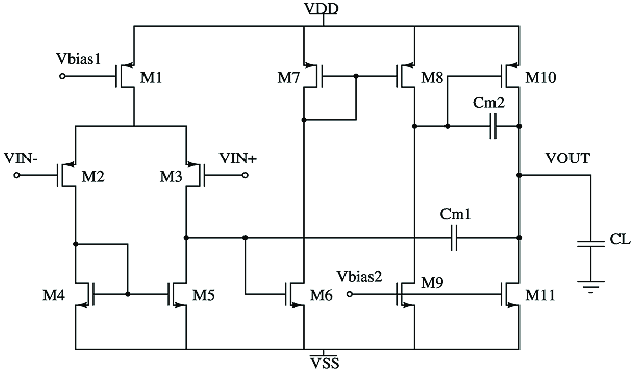 VDD
Vbias1
M1
M7
M8
M10
Cm2
VIN-
VIN+
VOUT
M2
M3
Cm1
CL
Vbias2
M4
M5
M6
M9
M11
VSS